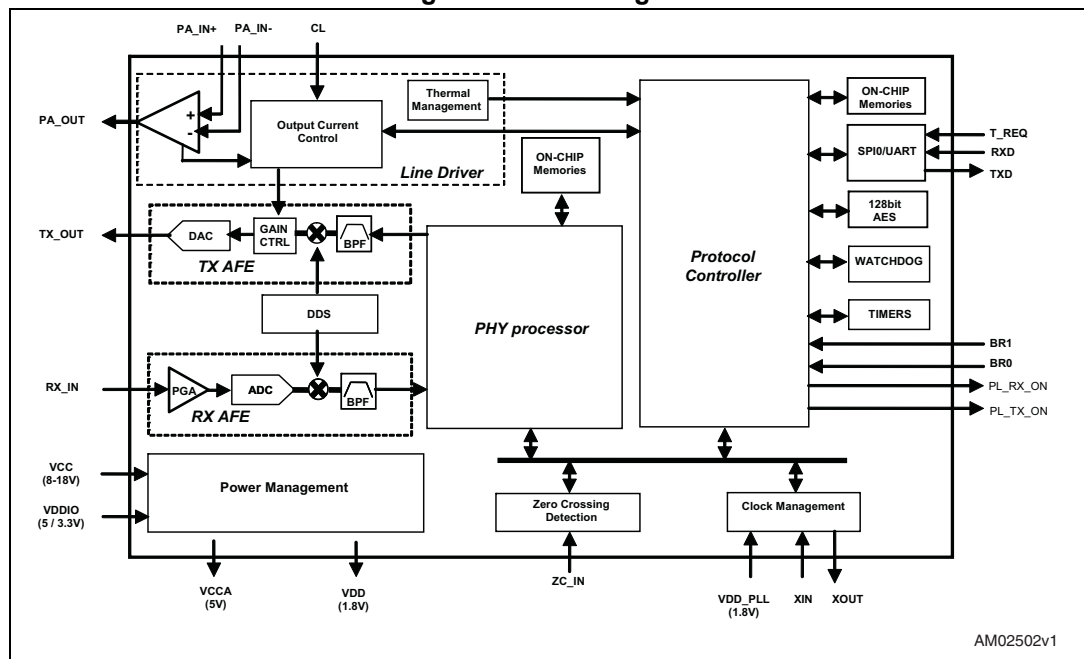 PA_IN+ PA_IN- CL
Thermal
Management
ON-CHIP
Memories
PA_OUT
+
-
Output Current
Control
T_REQ
SPI0/UART
RXD
TXD
Line Driver
ON-CHIP
Memories
128bit
AES
TX_OUT
DAC
GAIN
CTRL
BPF
TX AFE
Protocol
Controller
WATCHDOG
DDS
PHY processor
TIMERS
BR1
BR0
RX_IN
PGA
ADC
BPF
RX AFE
PL_RX_ON
PL_TX_ON
VCC
(8-18V)
Power Management
VDDIO
(5 / 3.3V)
Zero Crossing
Detection
Clock Management
VCCA
(5V)
VDD
(1.8V)
ZC_IN
VDD_PLL
(1.8V)
XIN
XOUT
AM02502v1